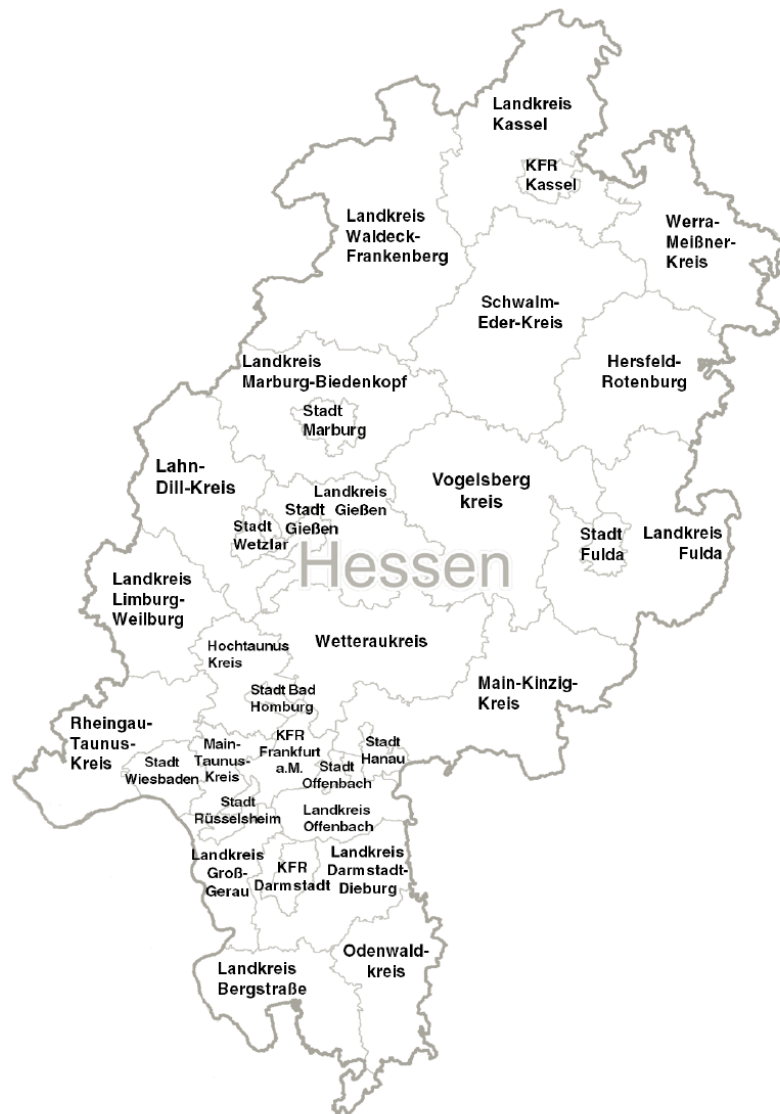 Landkreis
Kassel
KFR
Kassel
Landkreis
Waldeck-
Frankenberg
Werra-
Meißner-
Kreis
Schwalm-
Eder-Kreis
Hersfeld-
Rotenburg
Landkreis
Marburg-Biedenkopf
Stadt
Marburg
Lahn-
Dill-Kreis
Landkreis
Gießen
Stadt
Gießen
Stadt
Wetzlar
Vogelsberg
kreis
Stadt
Fulda
Landkreis
Fulda
Hessen
Landkreis
Limburg-
Weilburg
Hochtaunus
Kreis
Wetteraukreis
Stadt Bad
Homburg
Main-Kinzig-
Kreis
Rheingau-
Taunus-
Kreis
Stadt
Wiesbaden
Main-
Taunus-
Kreis
KFR
Frankfurt
a.M.
Stadt
Hanau
Stadt
Offenbach
Stadt
Rüsselsheim
Landkreis
Offenbach
Landkreis
Groß-
Gerau
KFR
Darmstadt
Landkreis
Darmstadt-
Dieburg
Odenwald-
kreis
Landkreis
Bergstraße